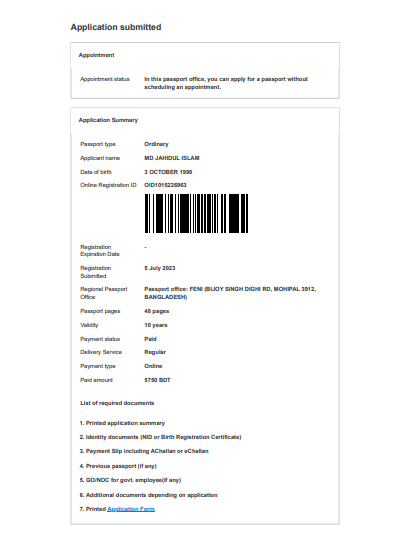 Application submitted
Appointment
Appointment status In this passport office, you can apply for a passport without
scheduling an appointment.
Application Summary
Passport type Ordinary
Applicant name MD JAHIDUL ISLAM
Date of birth 3 OCTOBER 1998
Online Registration ID OID1015226963
Registration
Expiration Date -
Registration
Submitted 5 July 2023
Regional Passport
Office Passport office: FENI (BIJOY SINGH DIGHI RD, MOHIPAL 3912,
BANGLADESH)
Passport pages 48 pages
Validity 10 years
Payment status Paid
Delivery Service Regular
Payment type Online
Paid amount 5750 BDT
List of required documents
1. Printed application summary
2. Identity documents (NID or Birth Registration Certificate)
3. Payment Slip including AChallan or eChallan
4. Previous passport (if any)
5. GO/NOC for govt. employee(if any)
6. Additional documents depending on application
7. Printed Application Form